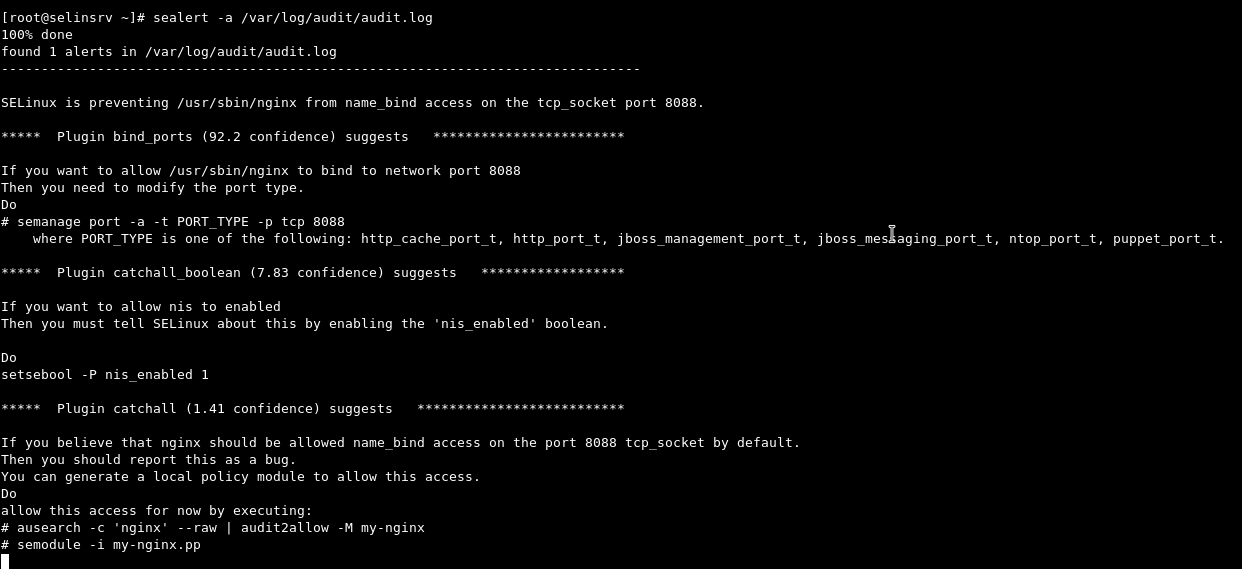 [root@selinsrv ~]# sealert -a /var/log/audit/audit.log
100% done
found 1 alerts in /var/log/audit/audit.log
--------------------------------------------------------------------------------
SELinux is preventing /usr/sbin/nginx from name_bind access on the tcp_socket port 8088.
*****  Plugin bind_ports (92.2 confidence) suggests   ************************
If you want to allow /usr/sbin/nginx to bind to network port 8088
Then you need to modify the port type.
Do
# semanage port -a -t PORT_TYPE -p tcp 8088
    where PORT_TYPE is one of the following: http_cache_port_t, http_port_t, jboss_management_port_t, jboss_messaging_port_t, ntop_port_t, puppet_port_t.
*****  Plugin catchall_boolean (7.83 confidence) suggests   ******************
If you want to allow nis to enabled
Then you must tell SELinux about this by enabling the 'nis_enabled' boolean.
Do
setsebool -P nis_enabled 1
*****  Plugin catchall (1.41 confidence) suggests   **************************
If you believe that nginx should be allowed name_bind access on the port 8088 tcp_socket by default.
Then you should report this as a bug.
You can generate a local policy module to allow this access.
Do
allow this access for now by executing:
# ausearch -c 'nginx' --raw | audit2allow -M my-nginx
# semodule -i my-nginx.pp